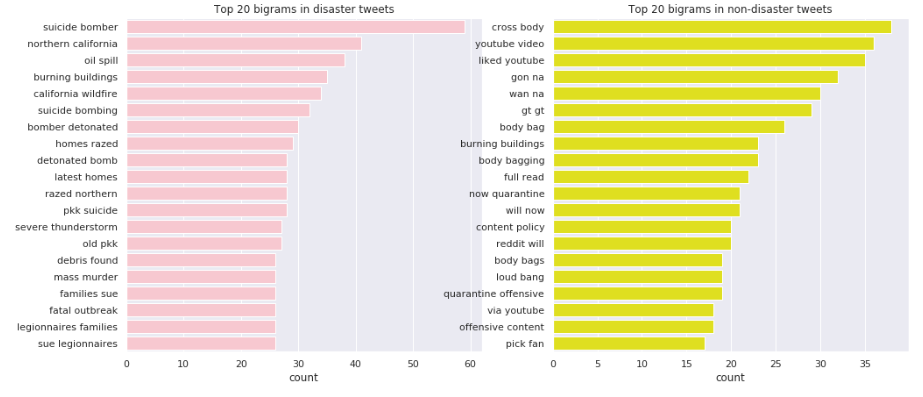 Top 20 bigrams in disaster tweets
suicide bomber
northern california
oil spill
burning buildings
california wildfire
suicide bombing
bomber detonated
homes razed
detonated bomb
latest homes
razed northern
pkk suicide
severe thunderstorm
old pkk
debris found
mass murder
families sue
fatal outbreak
legionnaires families
sue legionnaires
0 10 20 30 40 50 60
count
Top 20 bigrams in non-disaster tweets
cross body
youtube video
liked youtube
gon na
wan na
gt gt
body bag
burning buildings
body bagging
full read
now quarantine
will now
content policy
reddit will
body bags
loud bang
quarantine offensive
via youtube
offensive content
pick fan
0 5 10 15 20 25 30 35
count